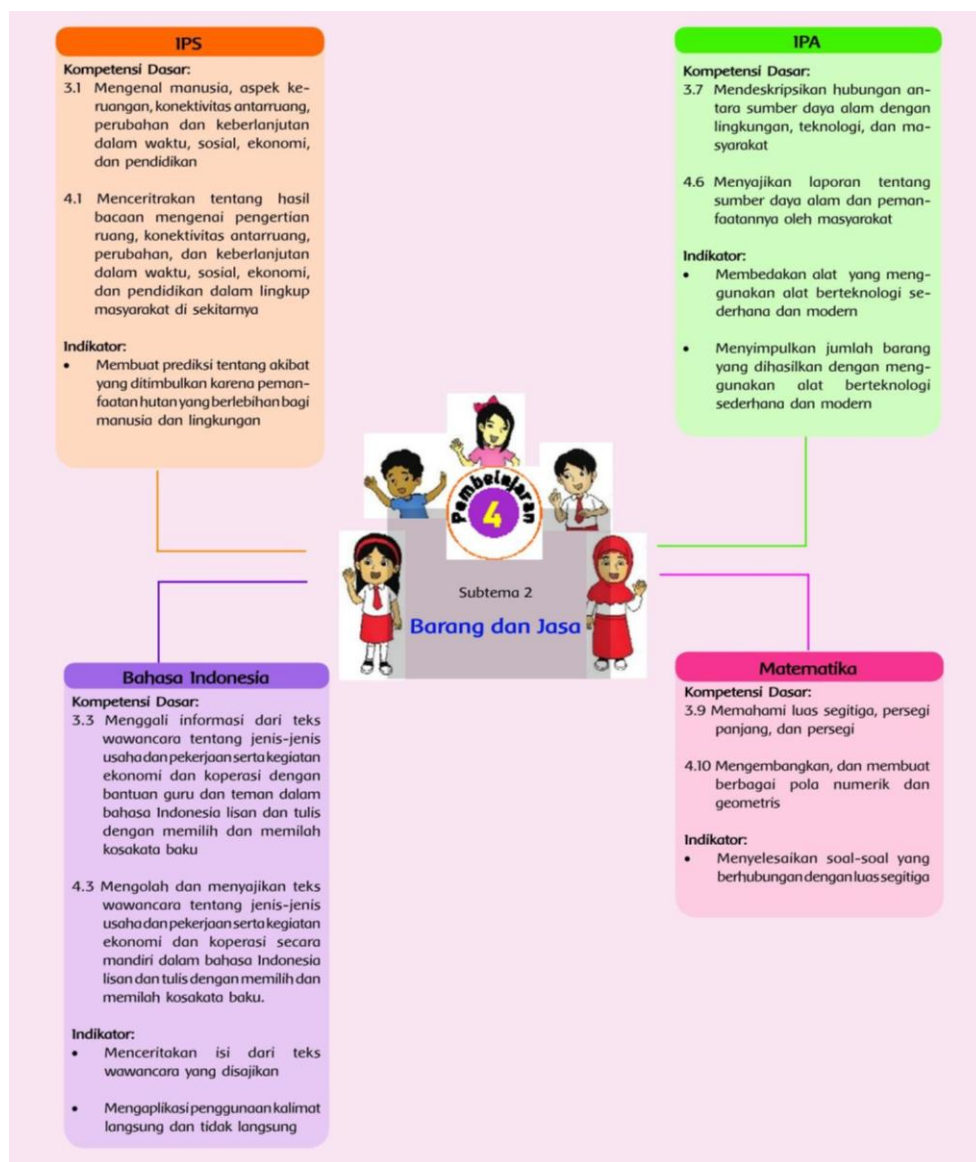 IPS
Kompetensi Dasar:
3.1 Mengenal manusia, aspek ke-
ruangan, konektivitas antarruang,
perubahan dan keberlanjutan
dalam waktu, sosial, ekonomi,
dan pendidikan
4.1 Menceritrakan tentang hasil
bacaan mengenai pengertian
ruang, konektivitas antarruang,
perubahan, dan keberlanjutan
dalam waktu, sosial, ekonomi,
dan pendidikan dalam lingkup
masyarakat di sekitarnya
Indikator:
• Membuat prediksi tentang akibat
yang ditimbulkan karena peman-
faatan hutan yang berlebihan bagi
manusia dan lingkungan
IPA
Kompetensi Dasar:
3.7 Mendeskripsikan hubungan an-
tara sumber daya alam dengan
lingkungan, teknologi, dan ma-
syarakat
4.6 Menyajikan laporan tentang
sumber daya alam dan peman-
faatannya oleh masyarakat
Indikator:
• Membedakan alat yang meng-
gunakan alat berteknologi se-
derhana dan modern
• Menyimpulkan jumlah barang
yang dihasilkan dengan meng-
gunakan alat berteknologi
sederhana dan modern
Pembelajaran
4
Subtema 2
Barang dan Jasa
Bahasa Indonesia
Kompetensi Dasar:
3.3 Menggali informasi dari teks
wawancara tentang jenis-jenis
usaha dan pekerjaan serta kegiatan
ekonomi dan koperasi dengan
bantuan guru dan teman dalam
bahasa Indonesia lisan dan tulis
dengan memilih dan memilah
kosakata baku
4.3 Mengolah dan menyajikan teks
wawancara tentang jenis-jenis
usaha dan pekerjaan serta kegiatan
ekonomi dan koperasi secara
mandiri dalam bahasa Indonesia
lisan dan tulis dengan memilih dan
memilah kosakata baku.
Indikator:
• Menceritakan isi dari teks
wawancara yang disajikan
• Mengaplikasi penggunaan kalimat
langsung dan tidak langsung
Matematika
Kompetensi Dasar:
3.9 Memahami luas segitiga, persegi
panjang, dan persegi
4.10 Mengembangkan, dan membuat
berbagai pola numerik dan
geometris
Indikator:
• Menyelesaikan soal-soal yang
berhubungan dengan luas segitiga